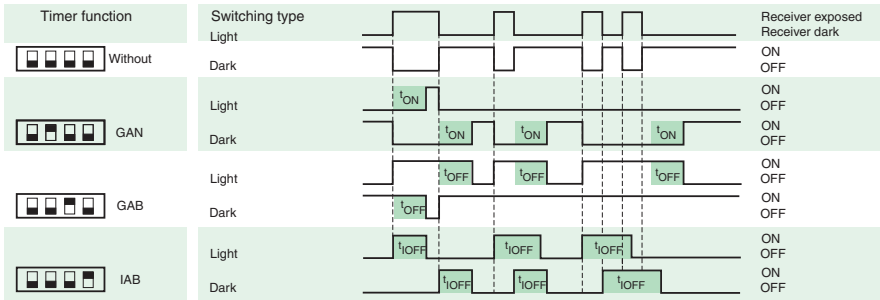 Timer function Switching type
Light
Receiver exposed
Receiver dark
Without
Dark
ON
OFF
Light
tON
ON
OFF
GAN
Dark
tON tON tON
ON
OFF
Light
tOFF tOFF tOFF
ON
OFF
GAB
Dark
tOFF
ON
OFF
Light
tIOFF tIOFF tIOFF
ON
OFF
IAB
Dark
tIOFF tIOFF tIOFF
ON
OFF